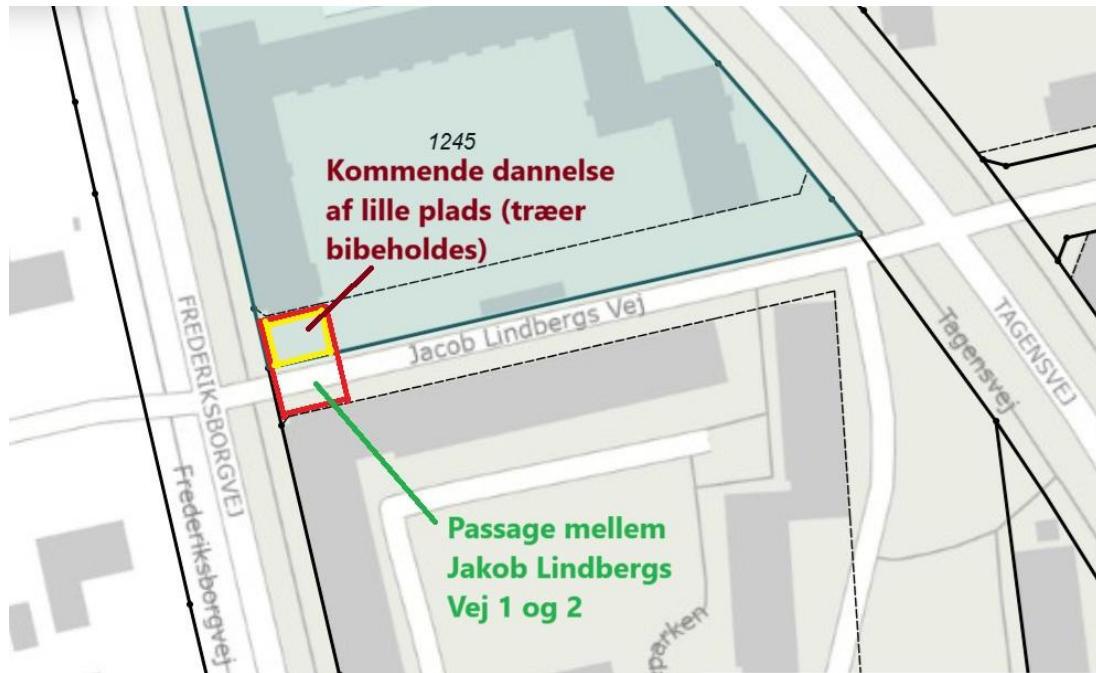 1245
Kommende dannelse
af lille plads (træer
bibeholdes)
FREDERIKSBORGVEJ
Jacob Lindbergs Vej
TAGENSVEJ
Tagensvej
Frederiksborgvej
Passage mellem
Jakob Lindbergs
Vej 1 og 2
parken